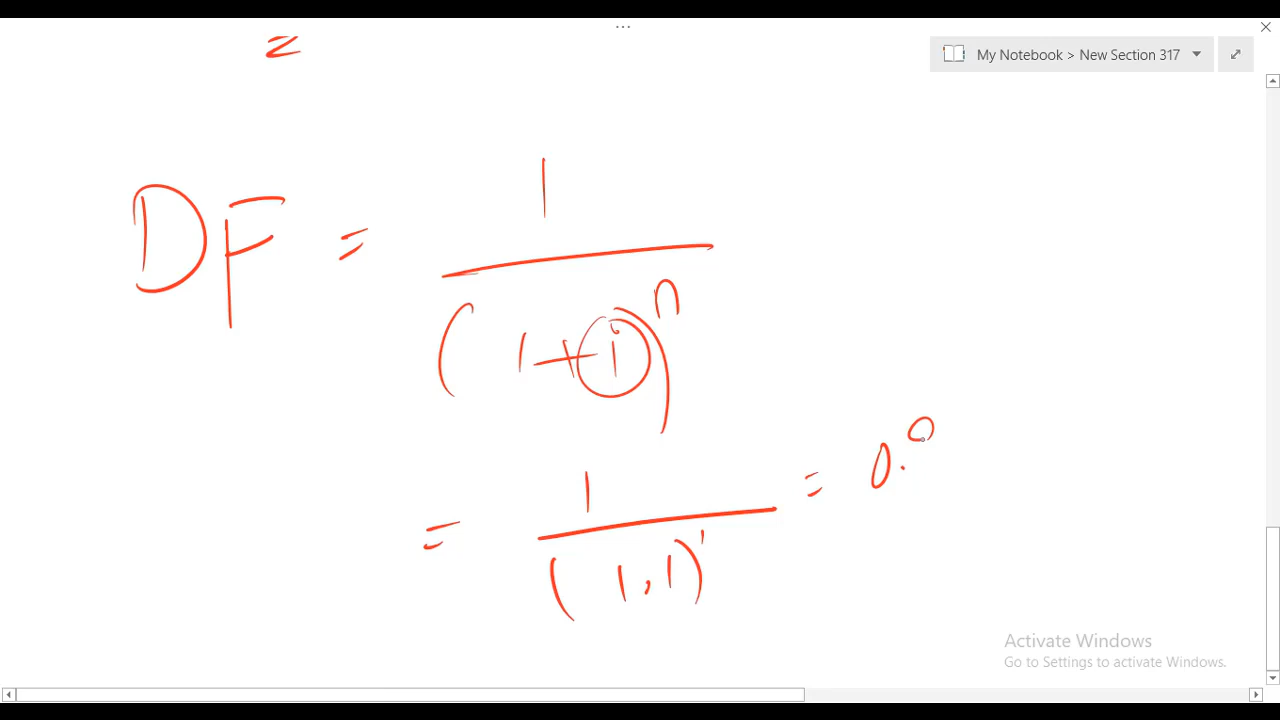 My Notebook > New Section 317
=
DF = 1
(1+i)^n
= 1 = 0.
(1,1)^1
Activate Windows
Go to Settings to activate Windows.